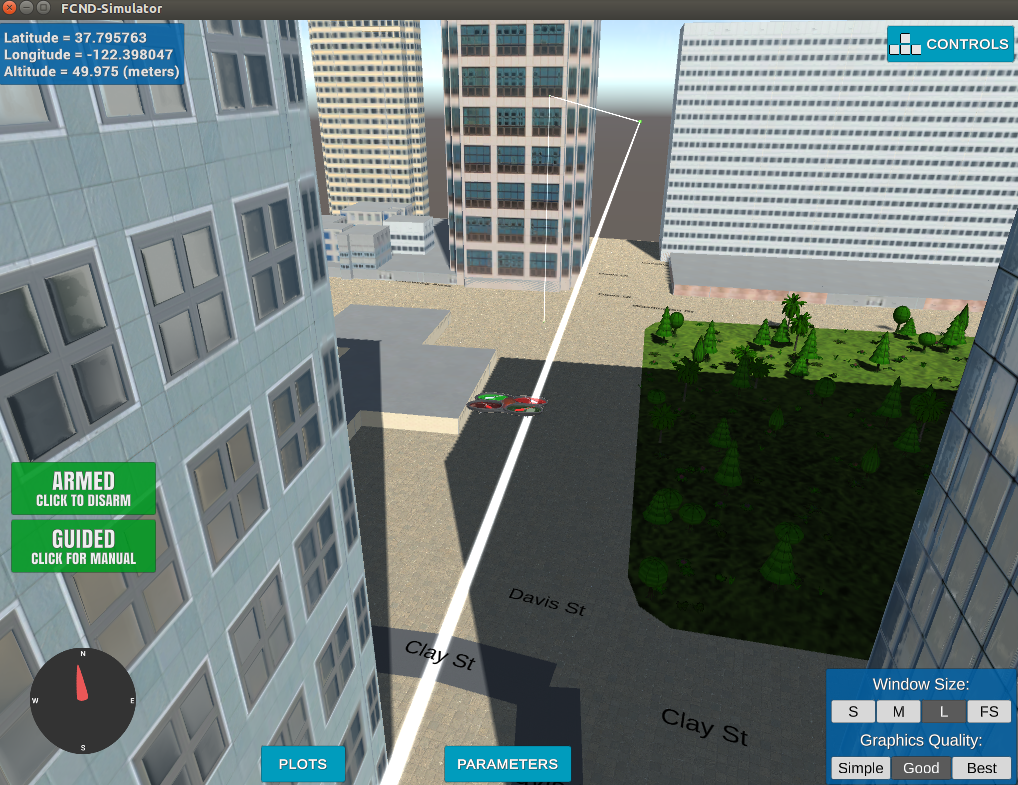 FCND-Simulator
Latitude = 37.795763
Longitude = -122.398047
Altitude = 49.975 (meters)
CONTROLS
ARMED
CLICK TO DISARM
GUIDED
CLICK FOR MANUAL
Davis St
Clay St
Clay St
N
W
E
S
PLOTS
PARAMETERS
Window Size:
S M L FS
Graphics Quality:
Simple Good Best